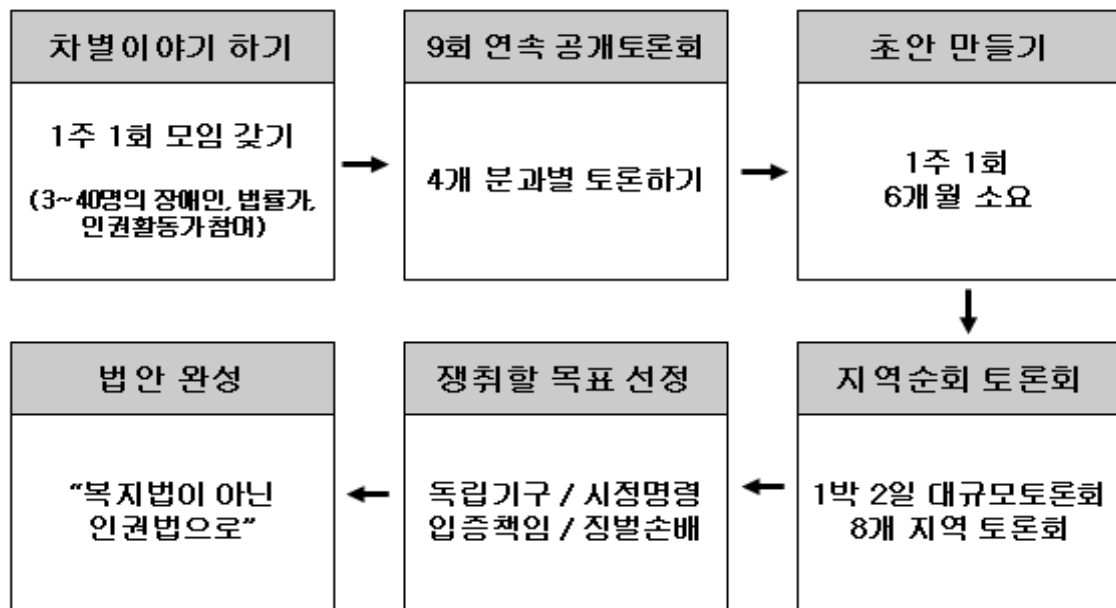 차별이야기 하기
1주 1회 모임 갖기
(3~40명의 장애인, 법률가,
인권활동가참여)
9회 연속 공개토론회
4개 분과별 토론하기
초안 만들기
1주 1회
6개월 소요
지역순회 토론회
1박 2일 대규모토론회
8개 지역 토론회
쟁취할 목표 선정
독립기구 / 시정명령
입증책임 / 징벌손배
법안 완성
“복지법이 아닌
인권법으로”